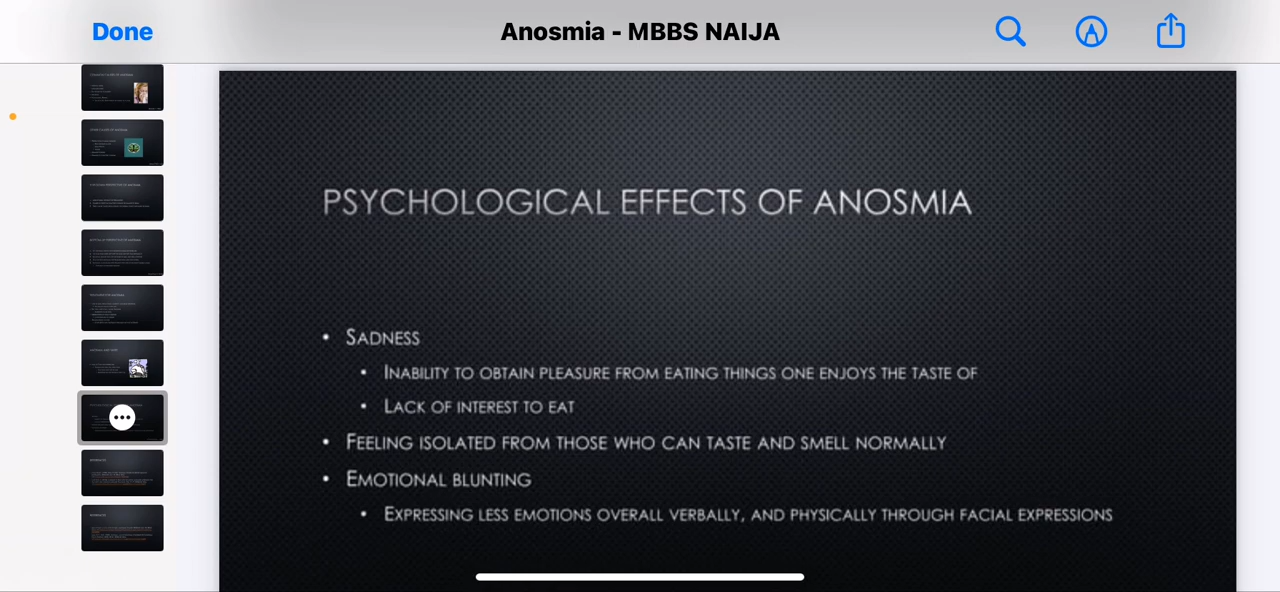 Done
Anosmia - MBBS NAIJA
PSYCHOLOGICAL EFFECTS OF ANOSMIA
• SADNESS
• INABILITY TO OBTAIN PLEASURE FROM EATING THINGS ONE ENJOYS THE TASTE OF
• LACK OF INTEREST TO EAT
• FEELING ISOLATED FROM THOSE WHO CAN TASTE AND SMELL NORMALLY
• EMOTIONAL BLUNTING
• EXPRESSING LESS EMOTIONS OVERALL VERBALLY, AND PHYSICALLY THROUGH FACIAL EXPRESSIONS